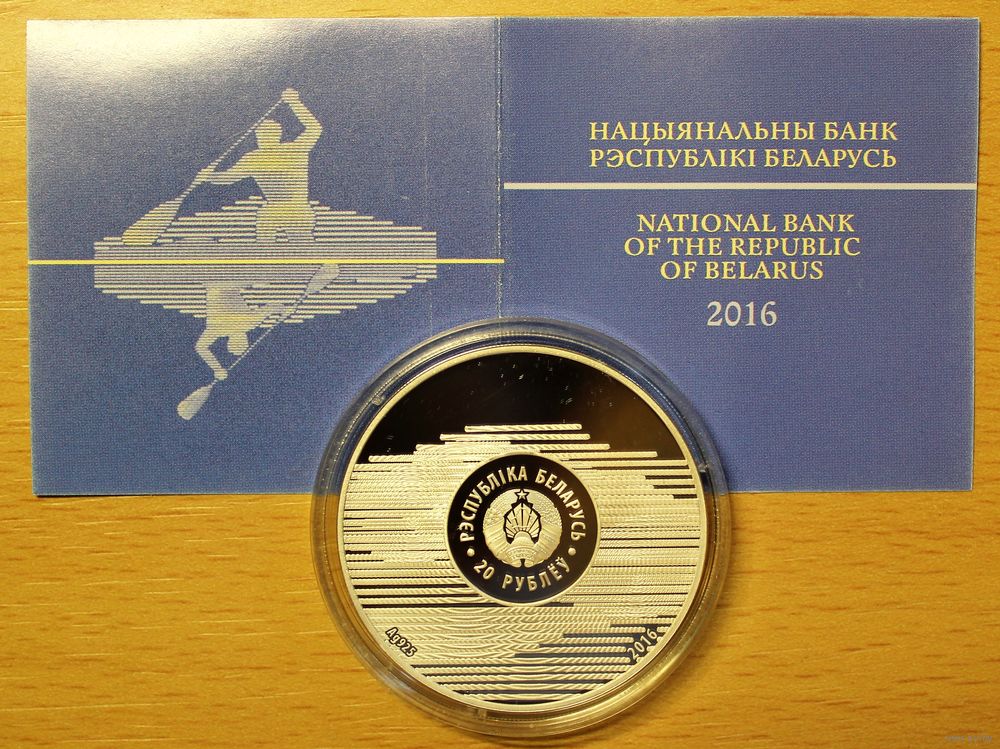 НАЦЫЯНАЛЬНЫ БАНК
РЭСПУБЛІКІ БЕЛАРУСЬ
NATIONAL BANK
OF THE REPUBLIC
OF BELARUS
2016
РЭСПУБЛІКА БЕЛАРУСЬ
20 РУБЛЁЎ
Ag925
2016